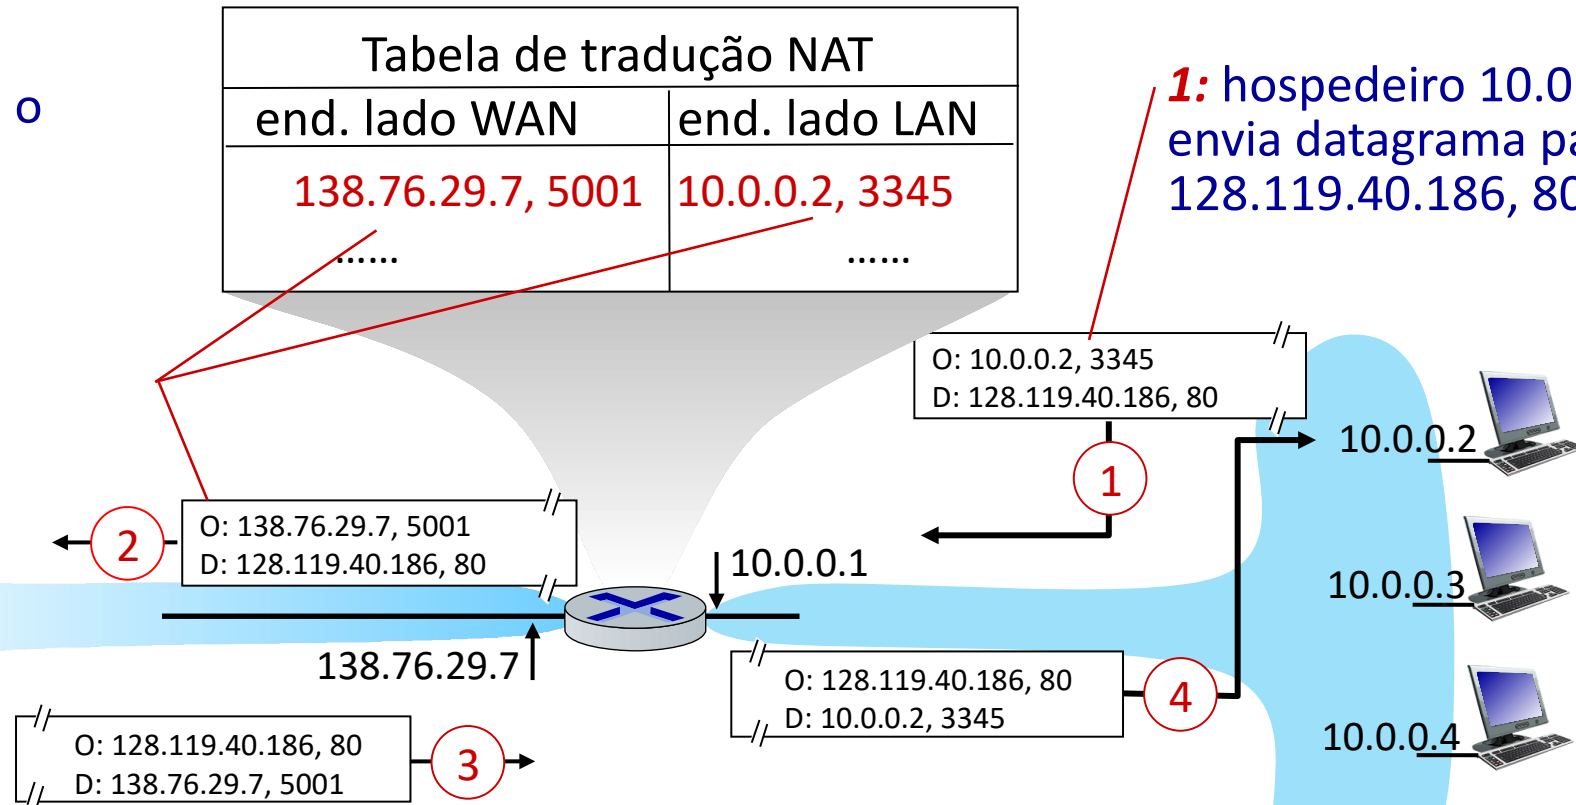 Tabela de tradução NAT
end. lado WAN end. lado LAN
138.76.29.7, 5001 10.0.0.2, 3345
...... ......
o
1: hospedeiro 10.0
envia datagrama pa
128.119.40.186, 80
O: 10.0.0.2, 3345
D: 128.119.40.186, 80
1
10.0.0.2
2
O: 138.76.29.7, 5001
D: 128.119.40.186, 80
10.0.0.1
10.0.0.3
138.76.29.7
O: 128.119.40.186, 80
D: 10.0.0.2, 3345
4
10.0.0.4
O: 128.119.40.186, 80
D: 138.76.29.7, 5001
3